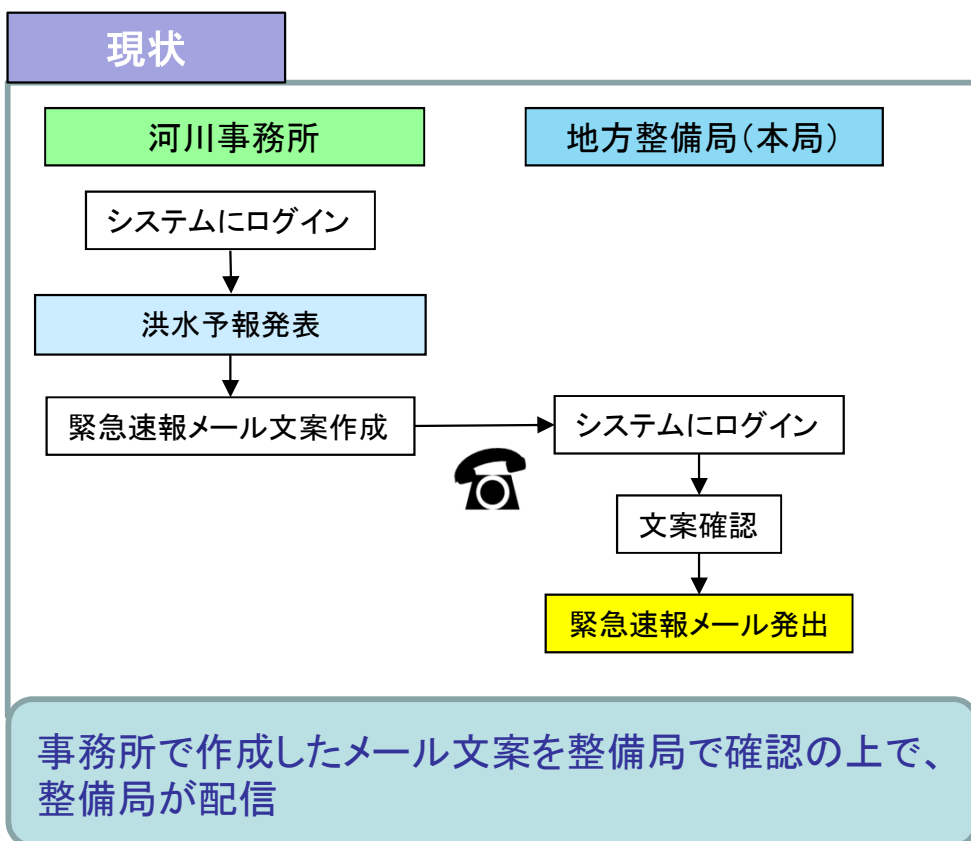 現状
河川事務所
地方整備局(本局)
システムにログイン
洪水予報発表
緊急速報メール文案作成
システムにログイン
文案確認
緊急速報メール発出
事務所で作成したメール文案を整備局で確認の上で、
整備局が配信